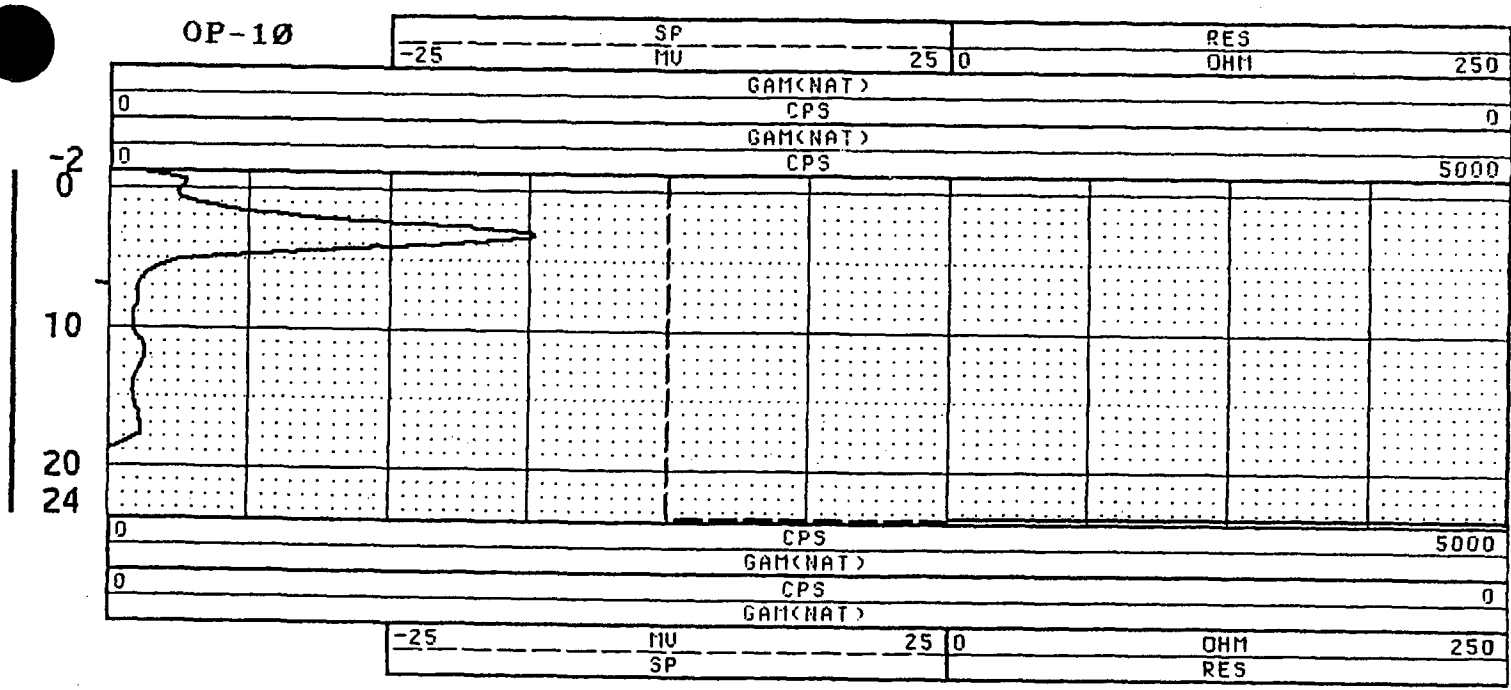 OP-10
SP RES
-25 MV 25 0 OHM 250
GAM(NAT)
0 CPS 0
GAM(NAT)
0 CPS 5000
-2
0
10
20
24
0 CPS 5000
GAM(NAT)
0 CPS 0
GAM(NAT)
-25 MV 25 0 OHM 250
SP RES